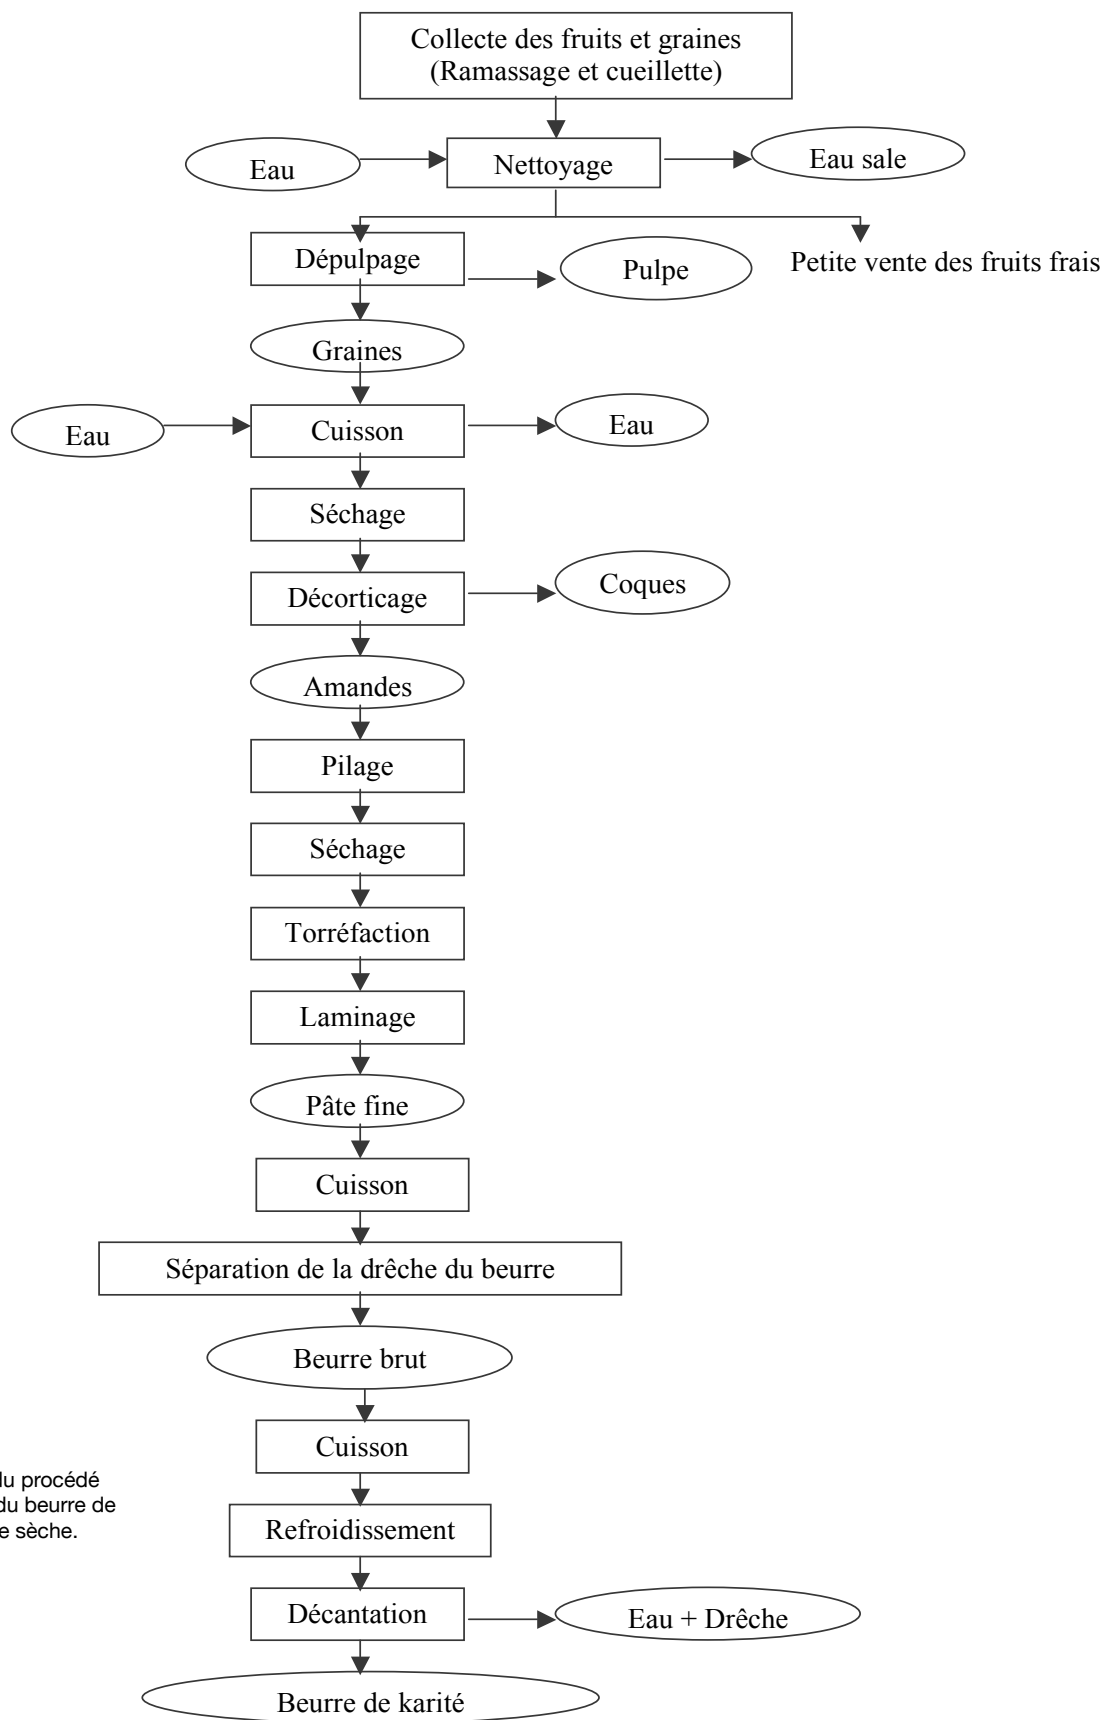 Collecte des fruits et graines
(Ramassage et cueillette)
Eau
Nettoyage
Eau sale
Dépulpage
Pulpe
Petite vente des fruits frais
Graines
Eau
Cuisson
Eau
Séchage
Décorticage
Coques
Amandes
Pilage
Séchage
Torréfaction
Laminage
Pâte fine
Cuisson
Séparation de la drêche du beurre
Beurre brut
Cuisson
du procédé
du beurre de
e sèche.
Refroidissement
Décantation
Eau + Drêche
Beurre de karité